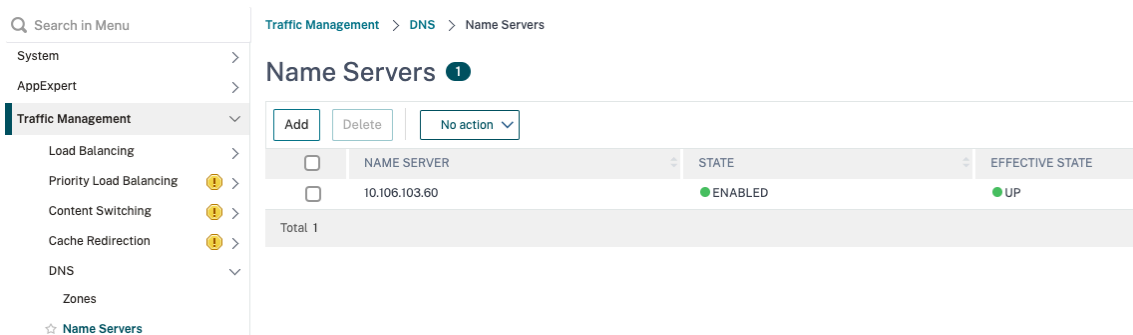 Search in Menu
System
AppExpert
Traffic Management
Load Balancing
Priority Load Balancing !
Content Switching !
Cache Redirection !
DNS
Zones
Name Servers
Traffic Management > DNS > Name Servers
Name Servers 1
Add Delete No action
NAME SERVER STATE EFFECTIVE STATE
10.106.103.60 ENABLED UP
Total 1